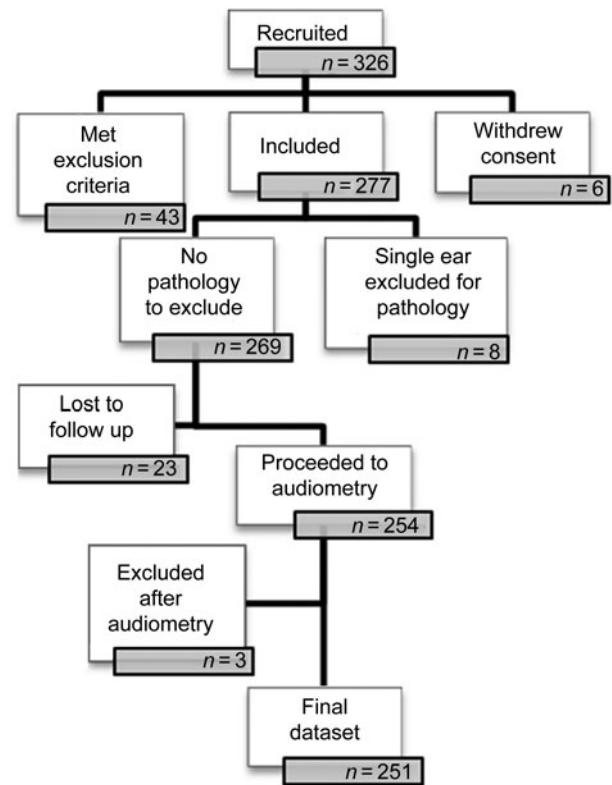 Recruited
n = 326
Met
exclusion
criteria
n = 43
Included
n = 277
Withdrew
consent
n = 6
No
pathology
to exclude
n = 269
Single ear
excluded for
pathology
n = 8
Lost to
follow up
n = 23
Proceeded to
audiometry
n = 254
Excluded
after
audiometry
n = 3
Final
dataset
n = 251